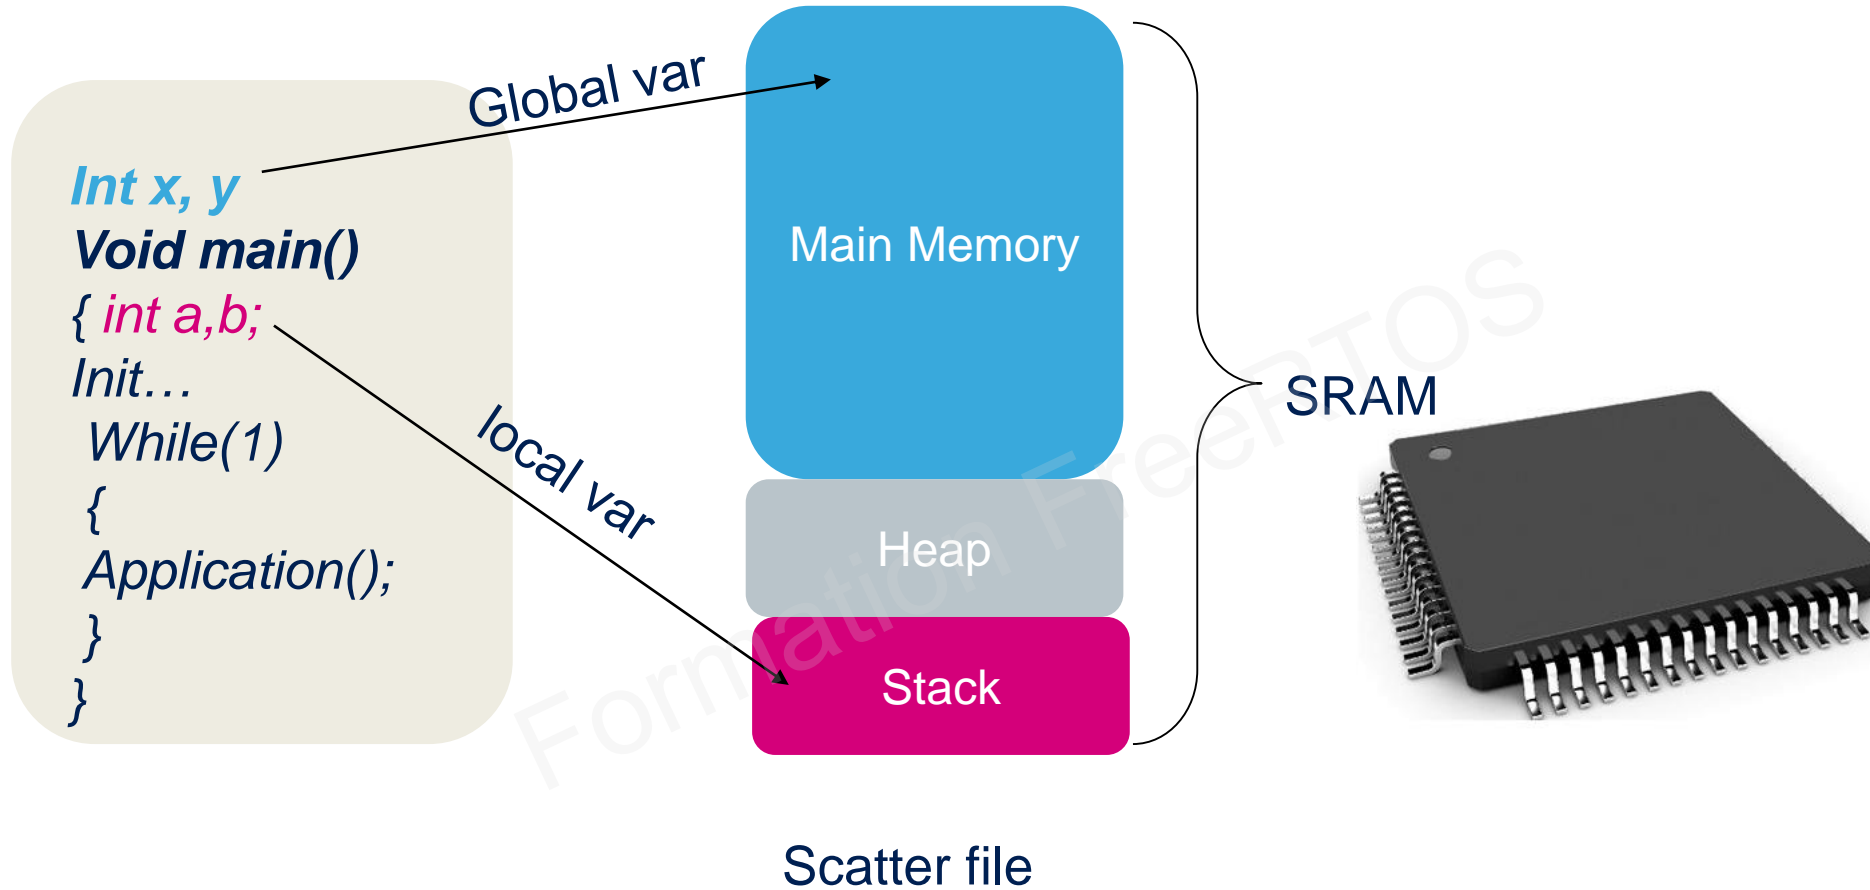 Int x, y
Void main()
{ int a,b;
Init…
While(1)
{
Application();
}
}
Global var
local var
Main Memory
Heap
Stack
SRAM
Formation FreeRTOS
Scatter file